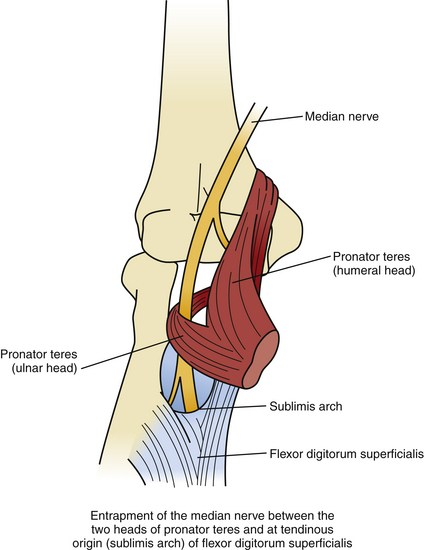 Median nerve
Pronator teres
(humeral head)
Pronator teres
(ulnar head)
Sublimis arch
Flexor digitorum superficialis
Entrapment of the median nerve between the
two heads of pronator teres and at tendinous
origin (sublimis arch) of flexor digitorum superficialis